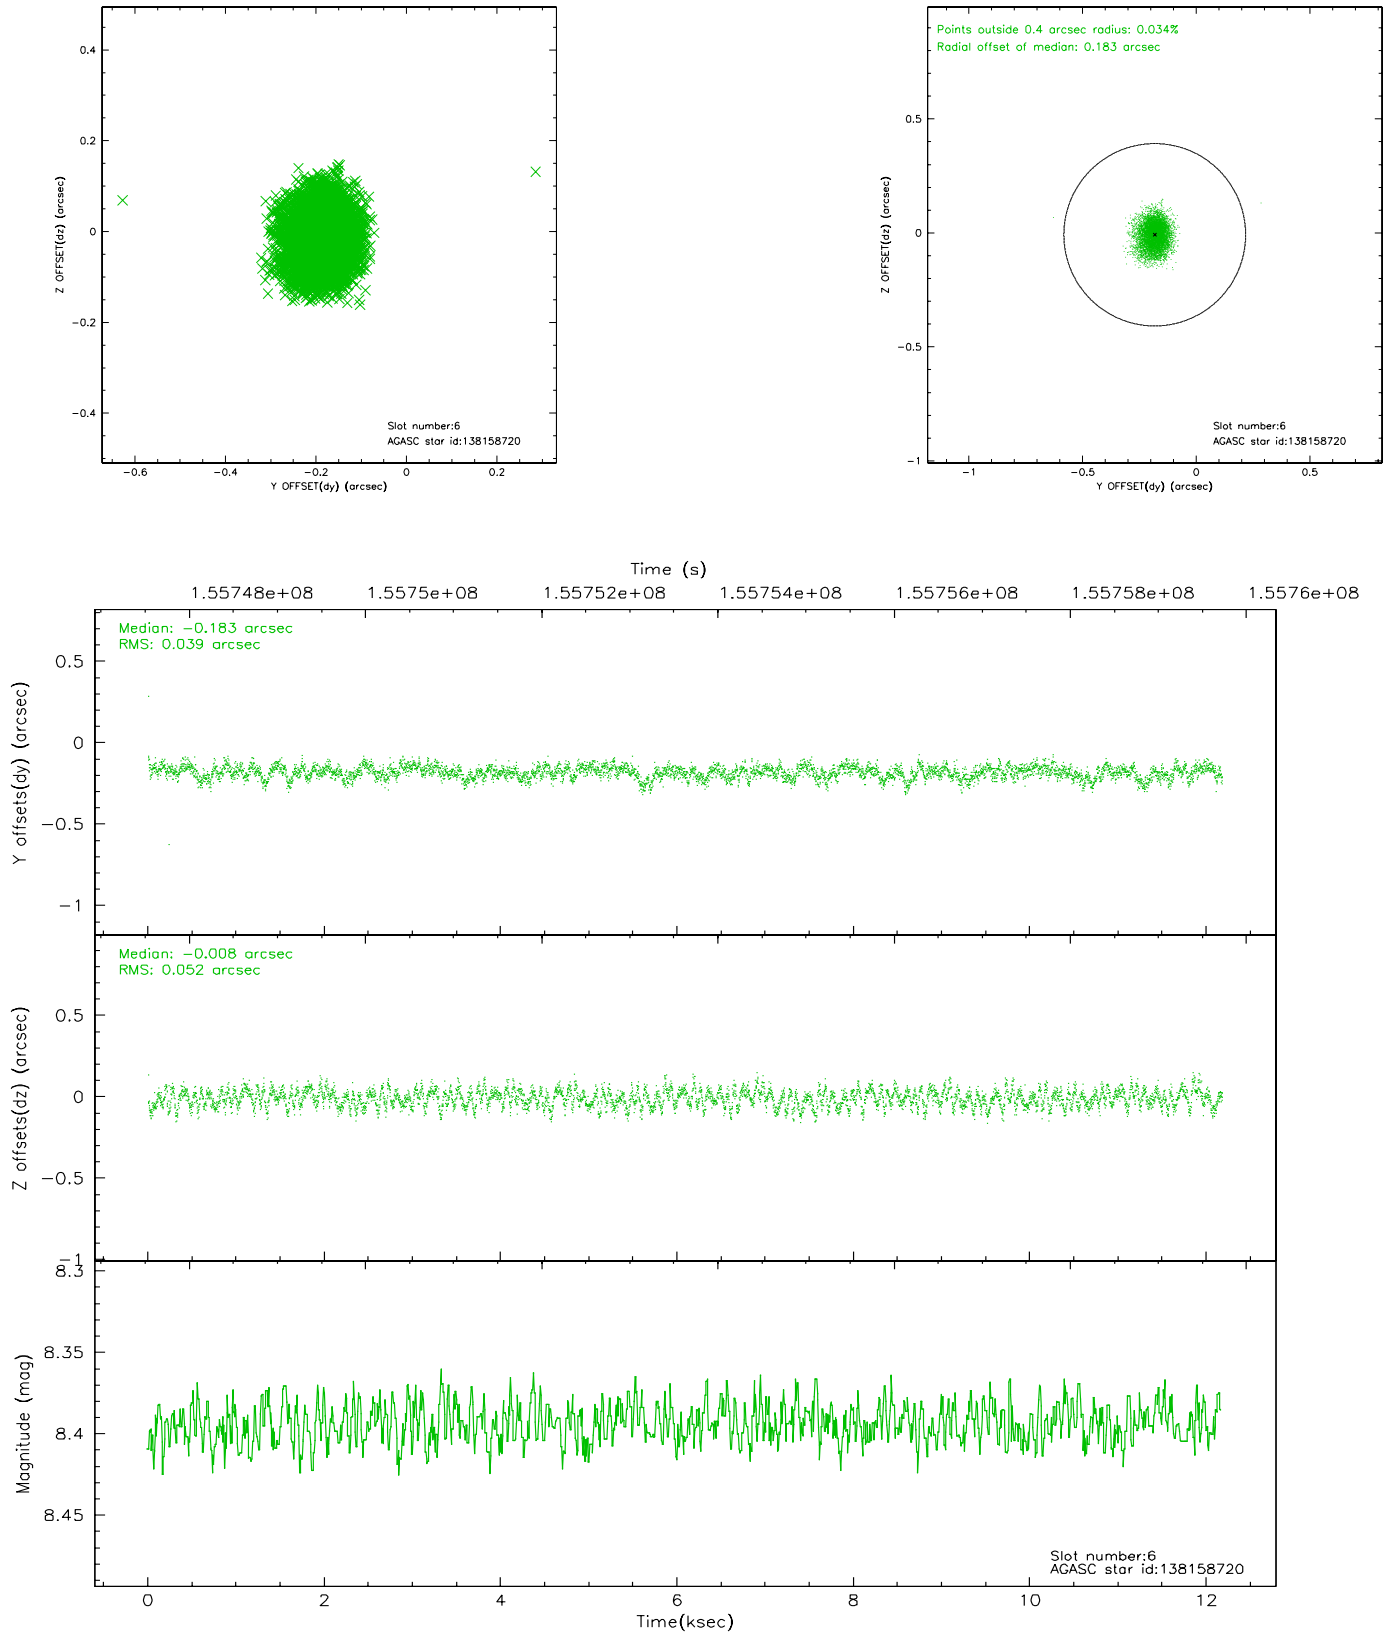 0.4
0.2
0
−0.2
−0.4
Z OFFSET(dz) (arcsec)
Slot number:6
AGASC star id:138158720
−0.6 −0.4 −0.2 0 0.2
Y OFFSET(dy) (arcsec)
Points outside 0.4 arcsec radius: 0.034%
Radial offset of median: 0.183 arcsec
0.5
0
−0.5
−1
Z OFFSET(dz) (arcsec)
Slot number:6
AGASC star id:138158720
−1 −0.5 0 0.5
Y OFFSET(dy) (arcsec)
Time (s)
1.55748e+08 1.5575e+08 1.55752e+08 1.55754e+08 1.55756e+08 1.55758e+08 1.5576e+08
Median: −0.183 arcsec
RMS: 0.039 arcsec
0.5
0
−0.5
−1
Y offsets(dy) (arcsec)
Median: −0.008 arcsec
RMS: 0.052 arcsec
0.5
0
−0.5
−1
Z offsets(dz) (arcsec)
8.3
8.35
8.4
8.45
Magnitude (mag)
Slot number:6
AGASC star id:138158720
0 2 4 6 8 10 12
Time(ksec)